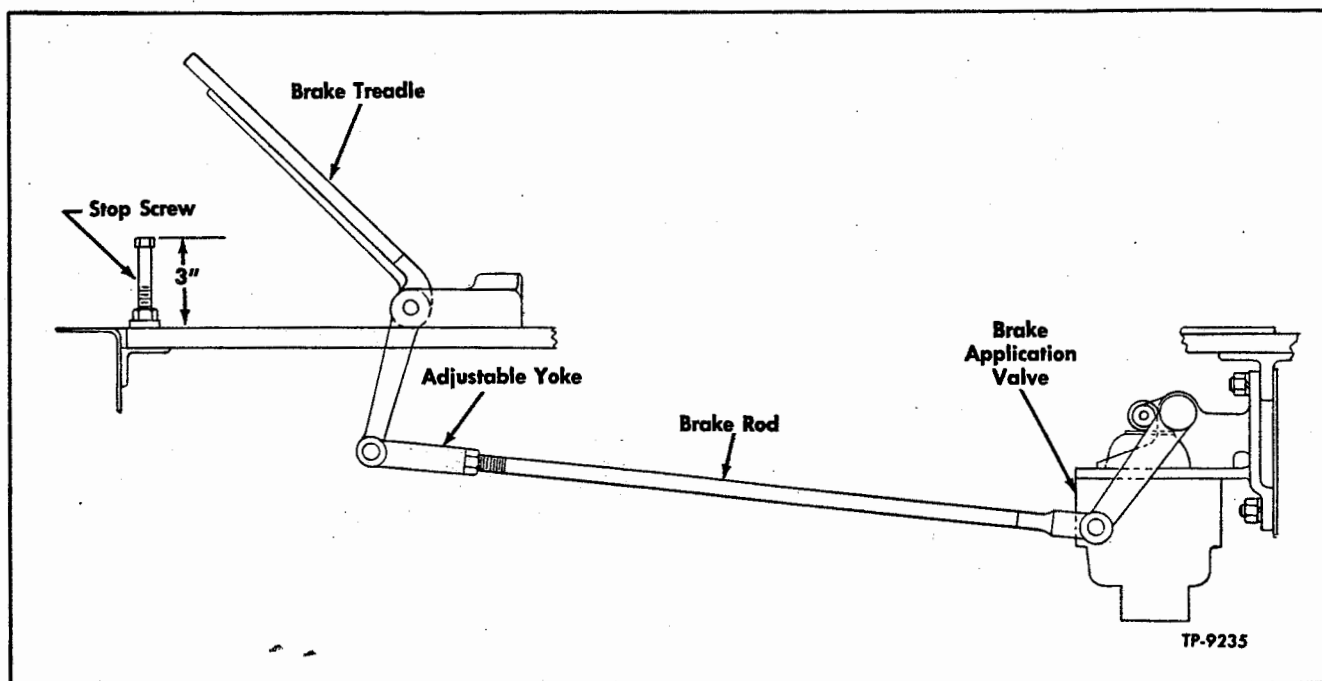 Brake Treadle
Stop Screw
3"
Adjustable Yoke
Brake Rod
Brake
Application
Valve
TP-9235